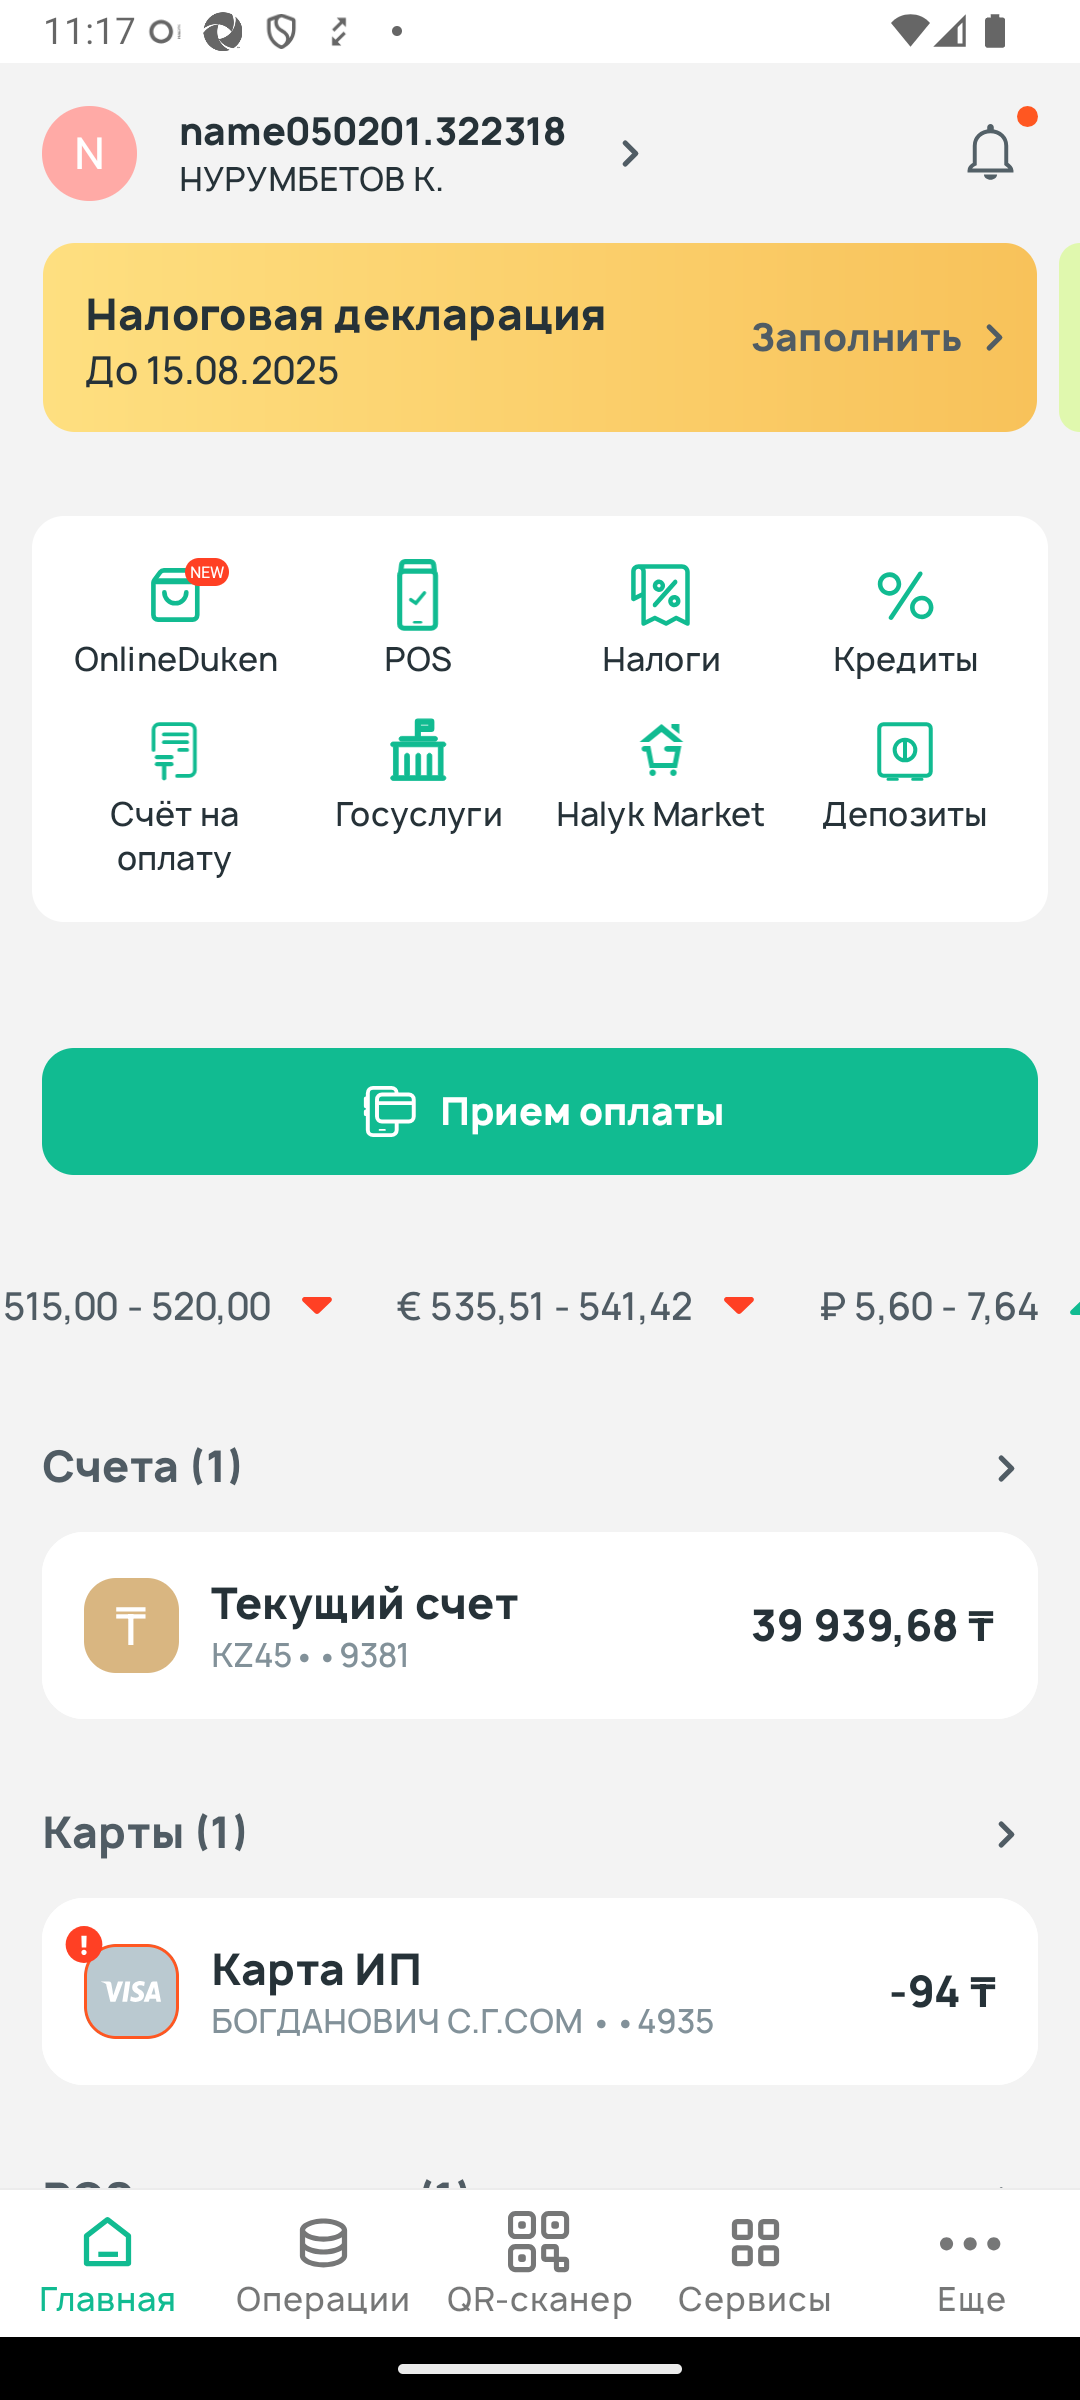 11:17
N
name050201.322318
НУРУМБЕТОВ К.
Налоговая декларация
До 15.08.2025
Заполнить
NEW
OnlineDuken
POS
Налоги
Кредиты
Счёт на
оплату
Госуслуги
Halyk Market
Депозиты
Прием оплаты
515,00 - 520,00
€ 535,51 - 541,42
₽ 5,60 - 7,64
Счета (1)
₸
Текущий счет
KZ45 • • 9381
39 939,68 ₸
Карты (1)
VISA
Карта ИП
БОГДАНОВИЧ С.Г.COM • • 4935
-94 ₸
Главная
Операции
QR-сканер
Сервисы
Еще